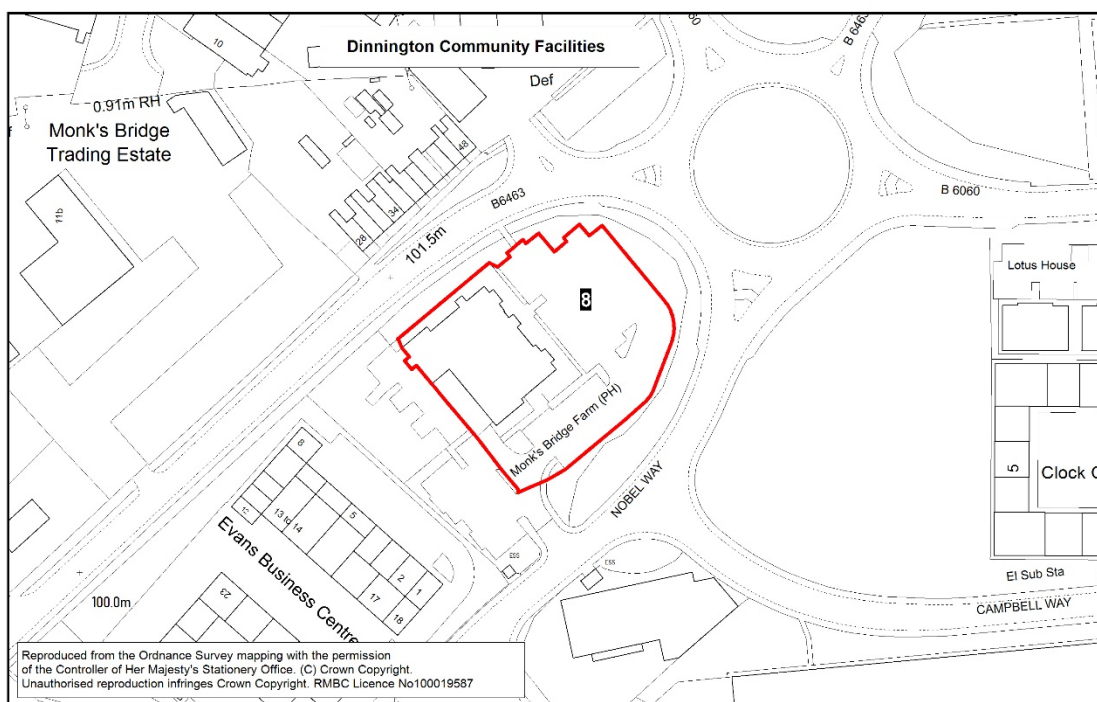 Dinnington Community Facilities
10
Def
B 6463
0.91m RH
Monk's Bridge
Trading Estate
48
34
28
11b
B6463
101.5m
B 6060
Lotus House
8
Monk's Bridge Farm (PH)
NOBEL WAY
5
Clock C
8
12
13 to 14
5
2
1
17
18
23
Evans Business Centre
ESS
ESS
El Sub Sta
CAMPBELL WAY
100.0m
Reproduced from the Ordnance Survey mapping with the permission
of the Controller of Her Majesty's Stationery Office. (C) Crown Copyright.
Unauthorised reproduction infringes Crown Copyright. RMBC Licence No100019587